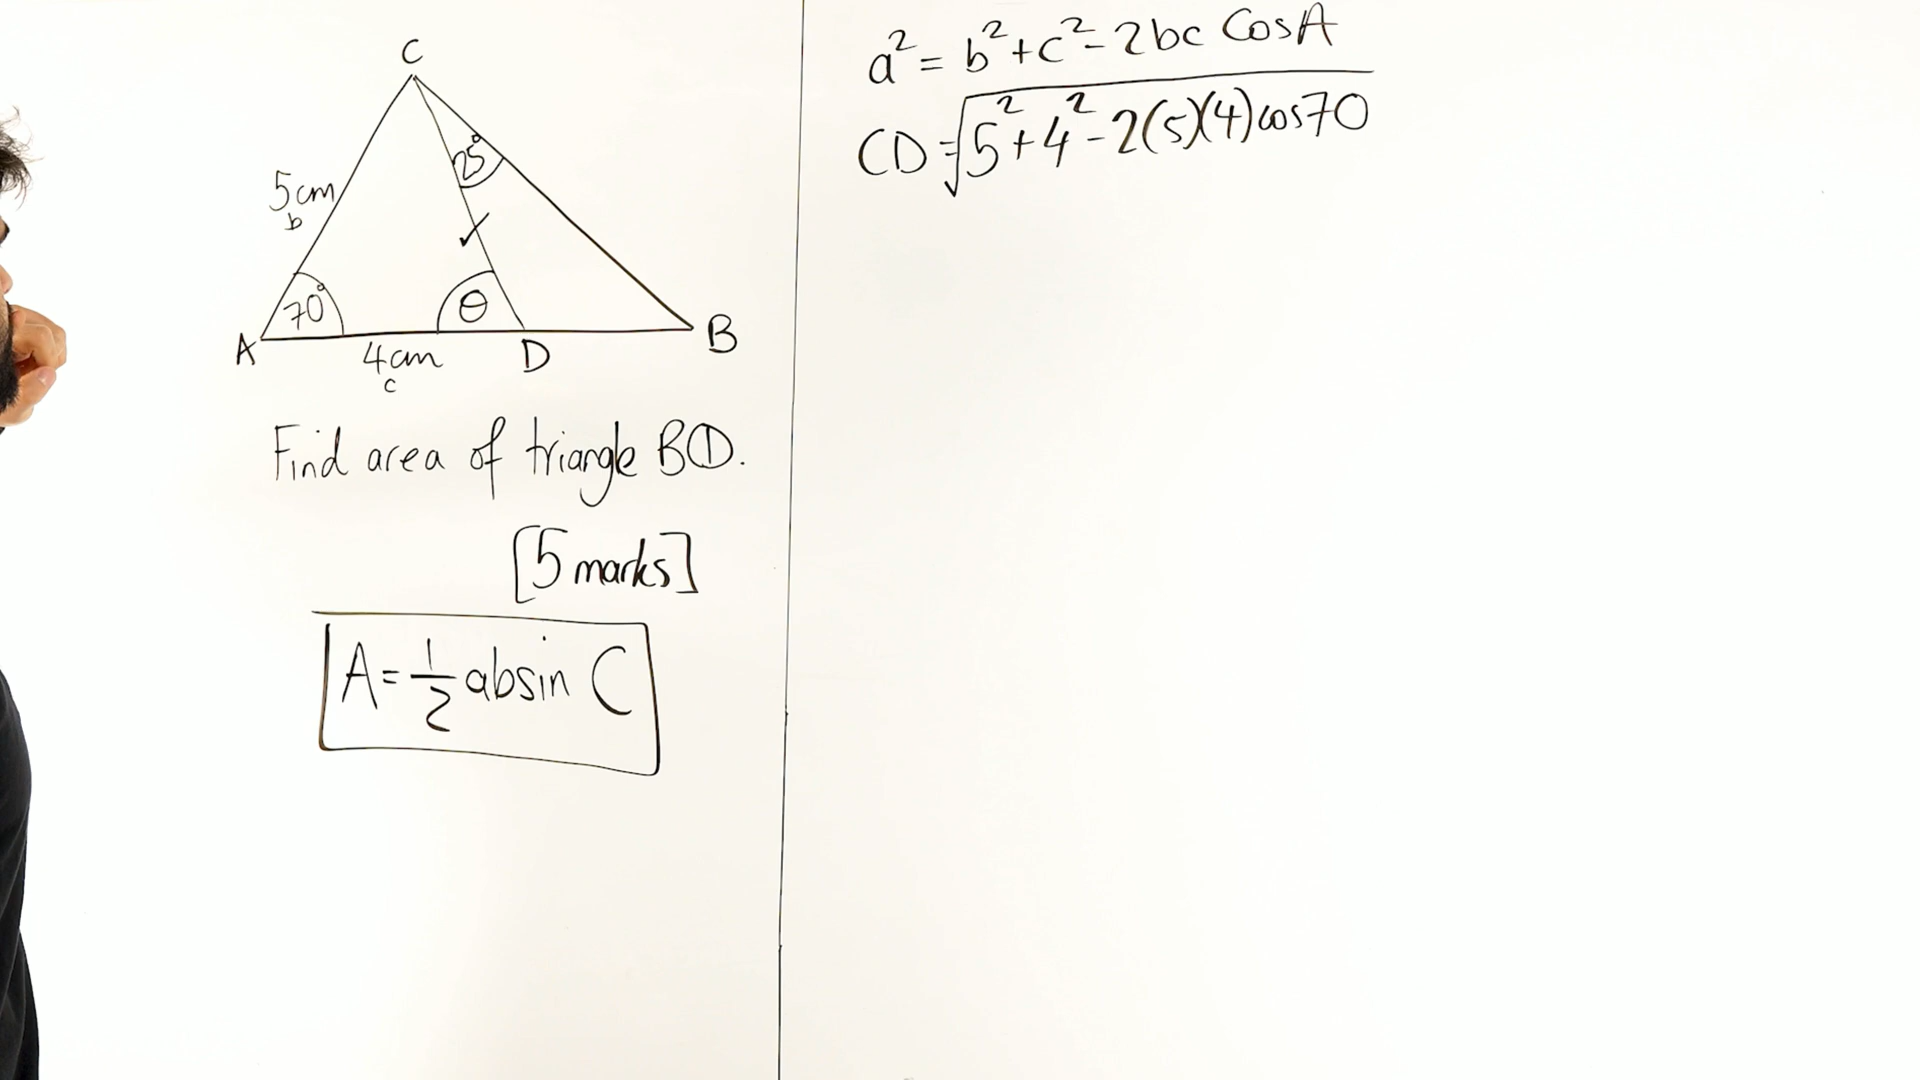 C
25°
5cm
b
70°
θ
A
4cm
c
D
B
Find area of triangle BCD.
[5 marks]
A = 1/2 absin C
a² = b² + c² - 2bc CosA
CD = √5² + 4² - 2(5)(4)cos70